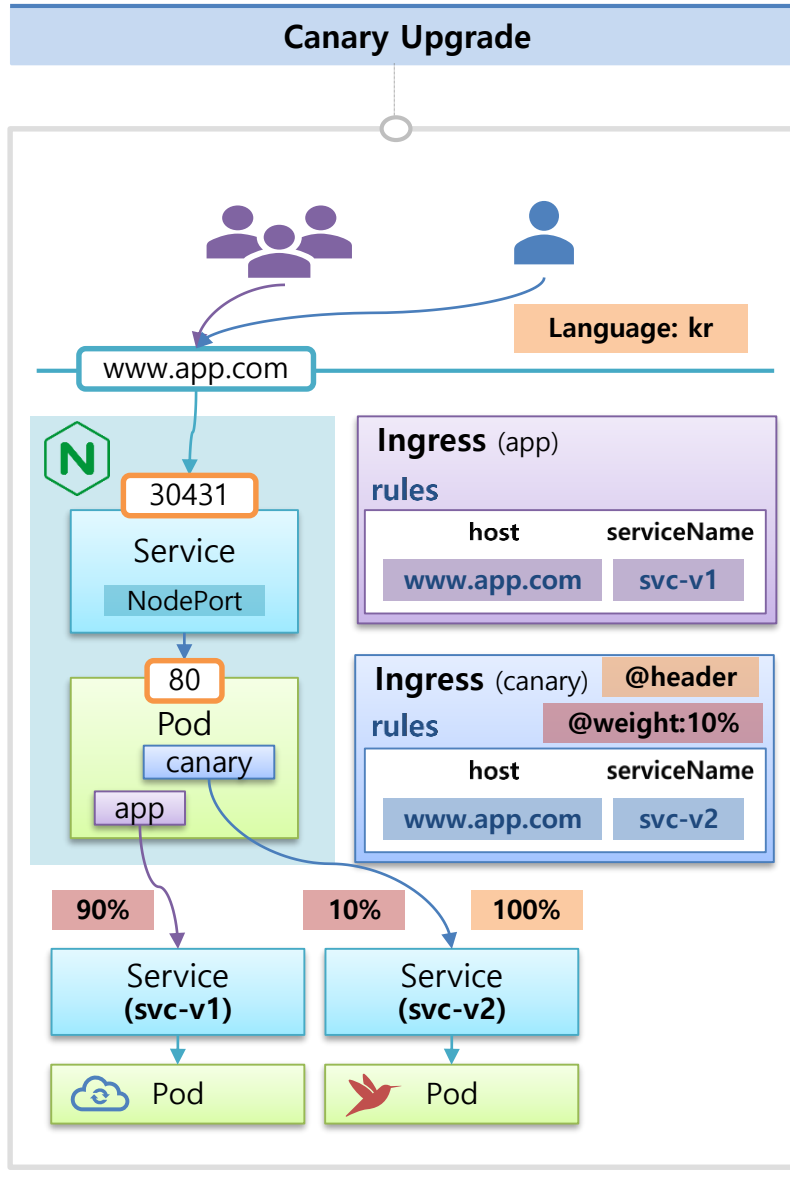 Canary Upgrade
Language: kr
www.app.com
N
30431
Service
NodePort
80
Pod
canary
app
Ingress (app)
rules
host serviceName
www.app.com svc-v1
Ingress (canary) @header
rules @weight:10%
host serviceName
www.app.com svc-v2
90% 10% 100%
Service
(svc-v1)
Service
(svc-v2)
Pod
Pod